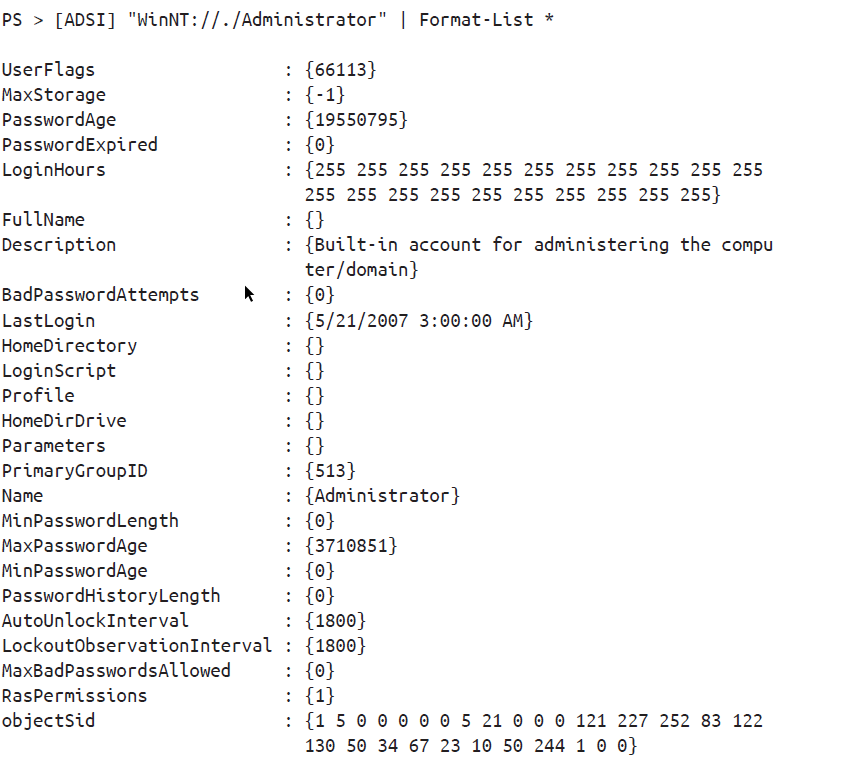 PS > [ADSI] "WinNT://./Administrator" | Format-List *
UserFlags : {66113}
MaxStorage : {-1}
PasswordAge : {19550795}
PasswordExpired : {0}
LoginHours : {255 255 255 255 255 255 255 255 255 255 255
255 255 255 255 255 255 255 255 255 255}
FullName : {}
Description : {Built-in account for administering the compu
ter/domain}
BadPasswordAttempts : {0}
LastLogin : {5/21/2007 3:00:00 AM}
HomeDirectory : {}
LoginScript : {}
Profile : {}
HomeDirDrive : {}
Parameters : {}
PrimaryGroupID : {513}
Name : {Administrator}
MinPasswordLength : {0}
MaxPasswordAge : {3710851}
MinPasswordAge : {0}
PasswordHistoryLength : {0}
AutoUnlockInterval : {1800}
LockoutObservationInterval : {1800}
MaxBadPasswordsAllowed : {0}
RasPermissions : {1}
objectSid : {1 5 0 0 0 0 0 5 21 0 0 0 121 227 252 83 122
130 50 34 67 23 10 50 244 1 0 0}